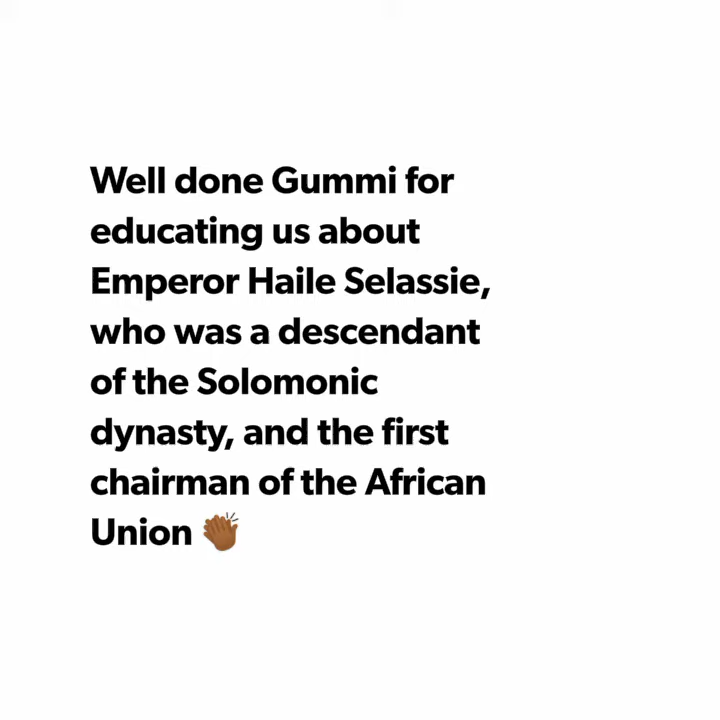 Well done Gummi for
educating us about
Emperor Haile Selassie,
who was a descendant
of the Solomonic
dynasty, and the first
chairman of the African
Union 👏🏾